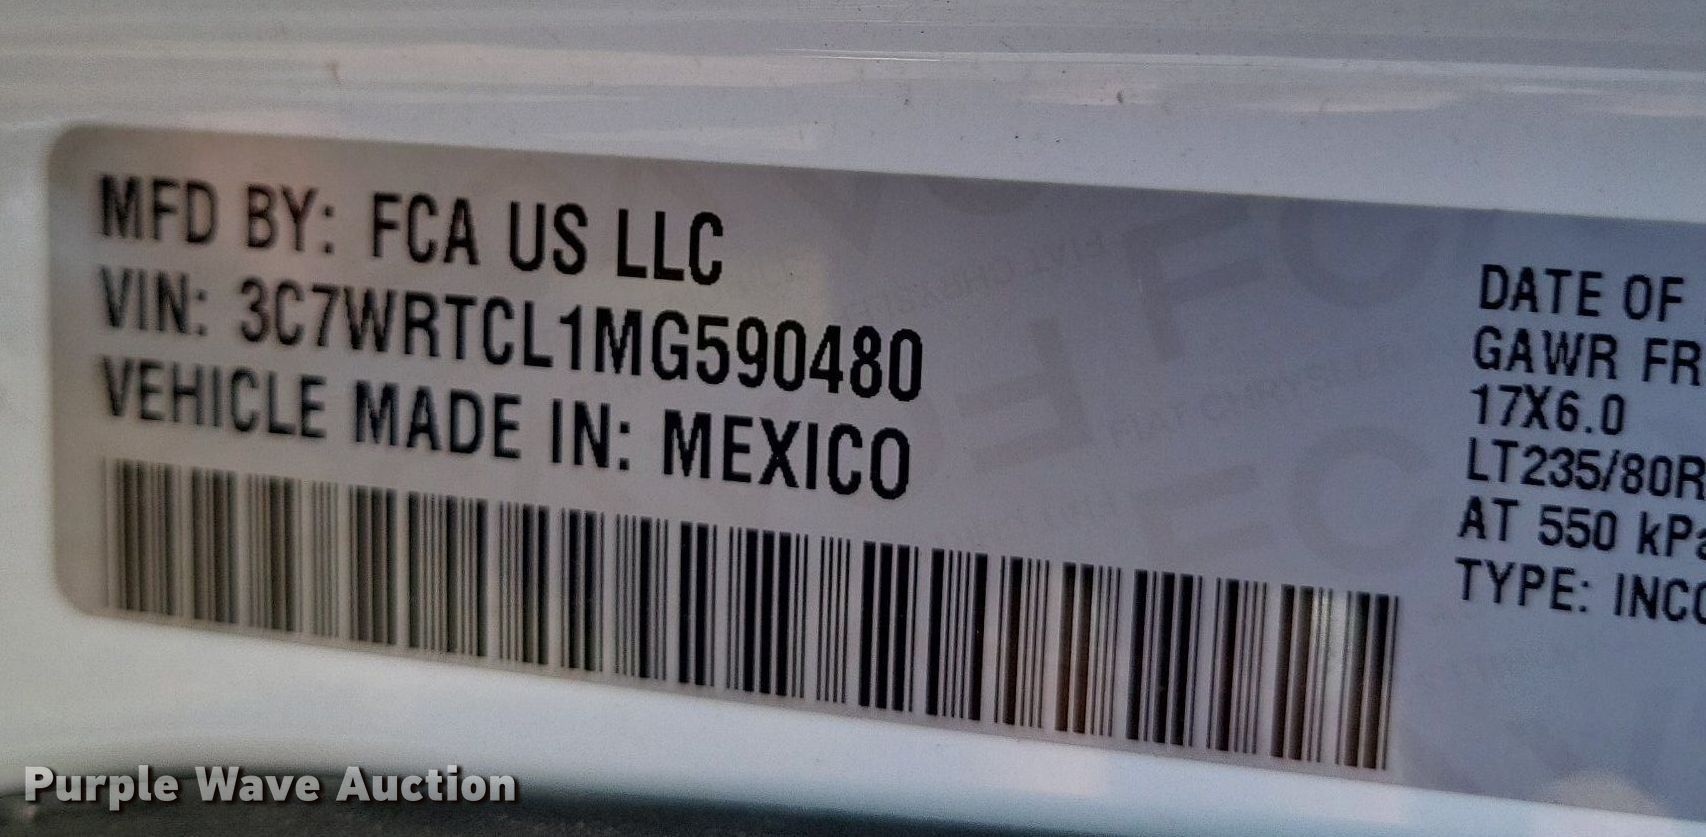 MFD BY: FCA US LLC
VIN: 3C7WRTCL1MG590480
VEHICLE MADE IN: MEXICO
DATE OF
GAWR FR
17X6.0
LT235/80R
AT 550 kPa
TYPE: INCO
Purple Wave Auction